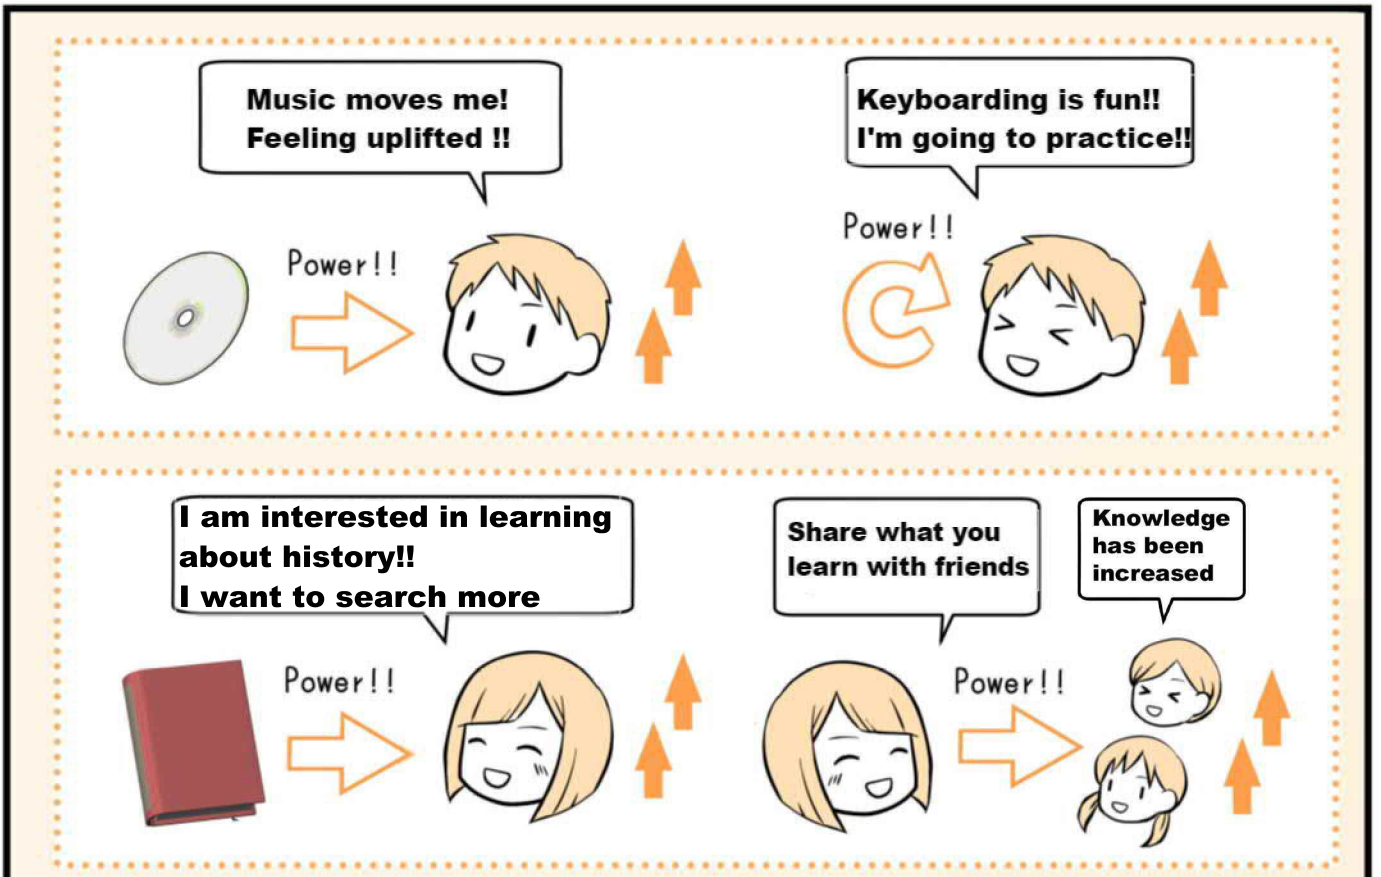 Music moves me!
Feeling uplifted !!
Power!!
Keyboarding is fun!!
I'm going to practice!!
Power!!
I am interested in learning
about history!!
I want to search more
Power!!
Share what you
learn with friends
Power!!
Knowledge
has been
increased